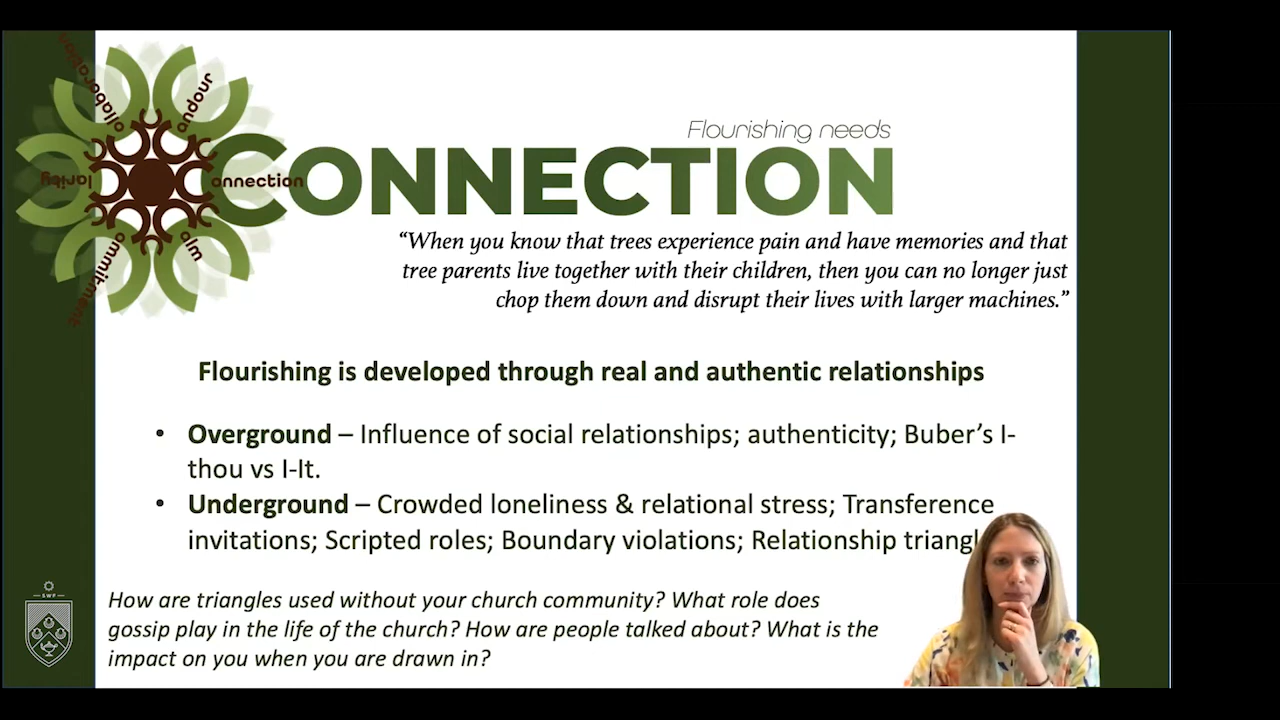 Flourishing needs
CONNECTION
“When you know that trees experience pain and have memories and that
tree parents live together with their children, then you can no longer just
chop them down and disrupt their lives with larger machines.”
ollaboration
ompound
larity
onnection
ommitment
alm
Flourishing is developed through real and authentic relationships
• Overground – Influence of social relationships; authenticity; Buber’s I-
thou vs I-It.
• Underground – Crowded loneliness & relational stress; Transference
invitations; Scripted roles; Boundary violations; Relationship
How are triangles used without your church community? What role does
gossip play in the life of the church? How are people talked about? What is the
impact on you when you are drawn in?
SWF